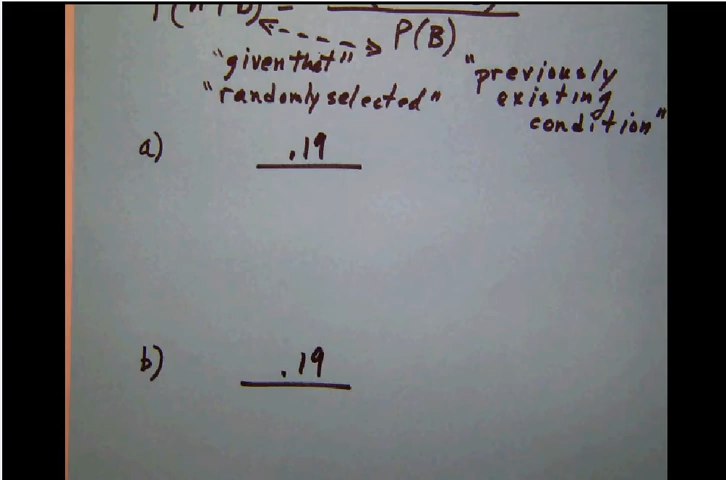 P(B)
"given that"
"randomly selected"
"previously
existing
condition"
a) .19
b) .19